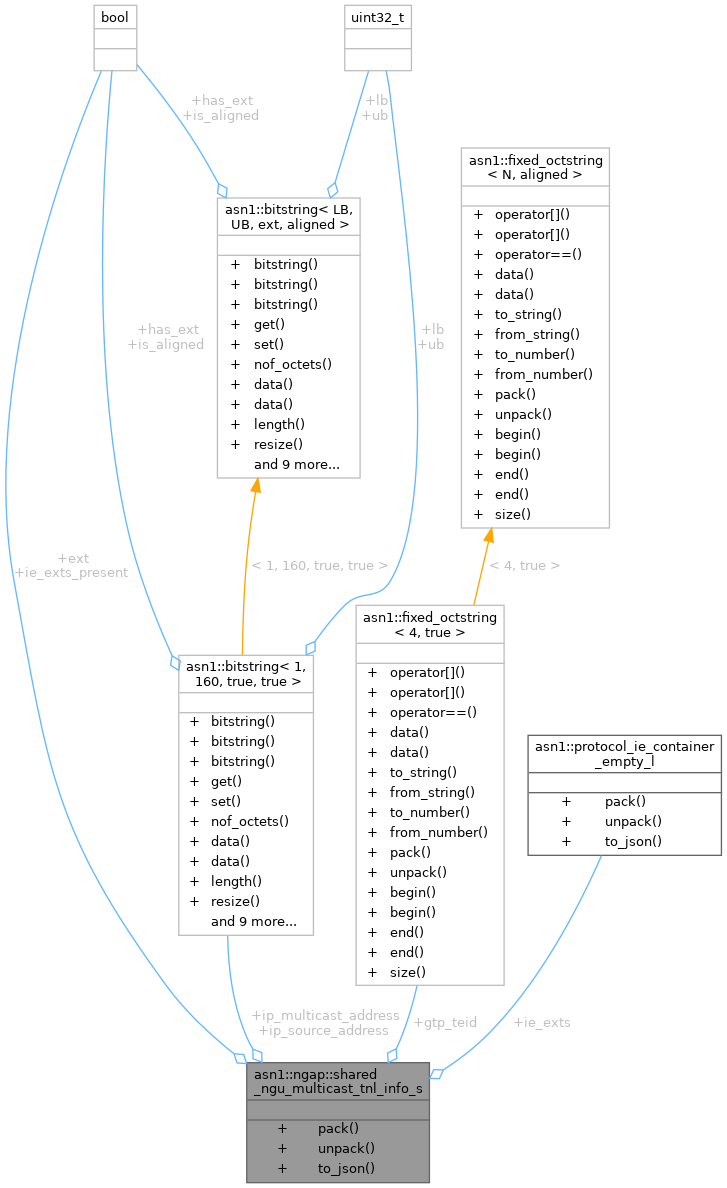 bool
uint32_t
+has_ext
+is_aligned
+lb
+ub
asn1::fixed_octstring
< N, aligned >
+ operator[]()
+ operator[]()
+ operator==()
+ data()
+ data()
+ to_string()
+ from_string()
+ to_number()
+ from_number()
+ pack()
+ unpack()
+ begin()
+ begin()
+ end()
+ end()
+ size()
asn1::bitstring< LB,
UB, ext, aligned >
+ bitstring()
+ bitstring()
+ bitstring()
+ get()
+ set()
+ nof_octets()
+ data()
+ data()
+ length()
+ resize()
and 9 more...
+has_ext
+is_aligned
+lb
+ub
+ext
+ie_exts_present
< 1, 160, true, true >
< 4, true >
asn1::fixed_octstring
< 4, true >
+ operator[]()
+ operator[]()
+ operator==()
+ data()
+ data()
+ to_string()
+ from_string()
+ to_number()
+ from_number()
+ pack()
+ unpack()
+ begin()
+ begin()
+ end()
+ end()
+ size()
asn1::bitstring< 1,
160, true, true >
+ bitstring()
+ bitstring()
+ bitstring()
+ get()
+ set()
+ nof_octets()
+ data()
+ data()
+ length()
+ resize()
and 9 more...
asn1::protocol_ie_container
_empty_l
+ pack()
+ unpack()
+ to_json()
+ip_multicast_address
+ip_source_address
+gtp_teid
+ie_exts
asn1::ngap::shared
_ngu_multicast_tnl_info_s
+ pack()
+ unpack()
+ to_json()